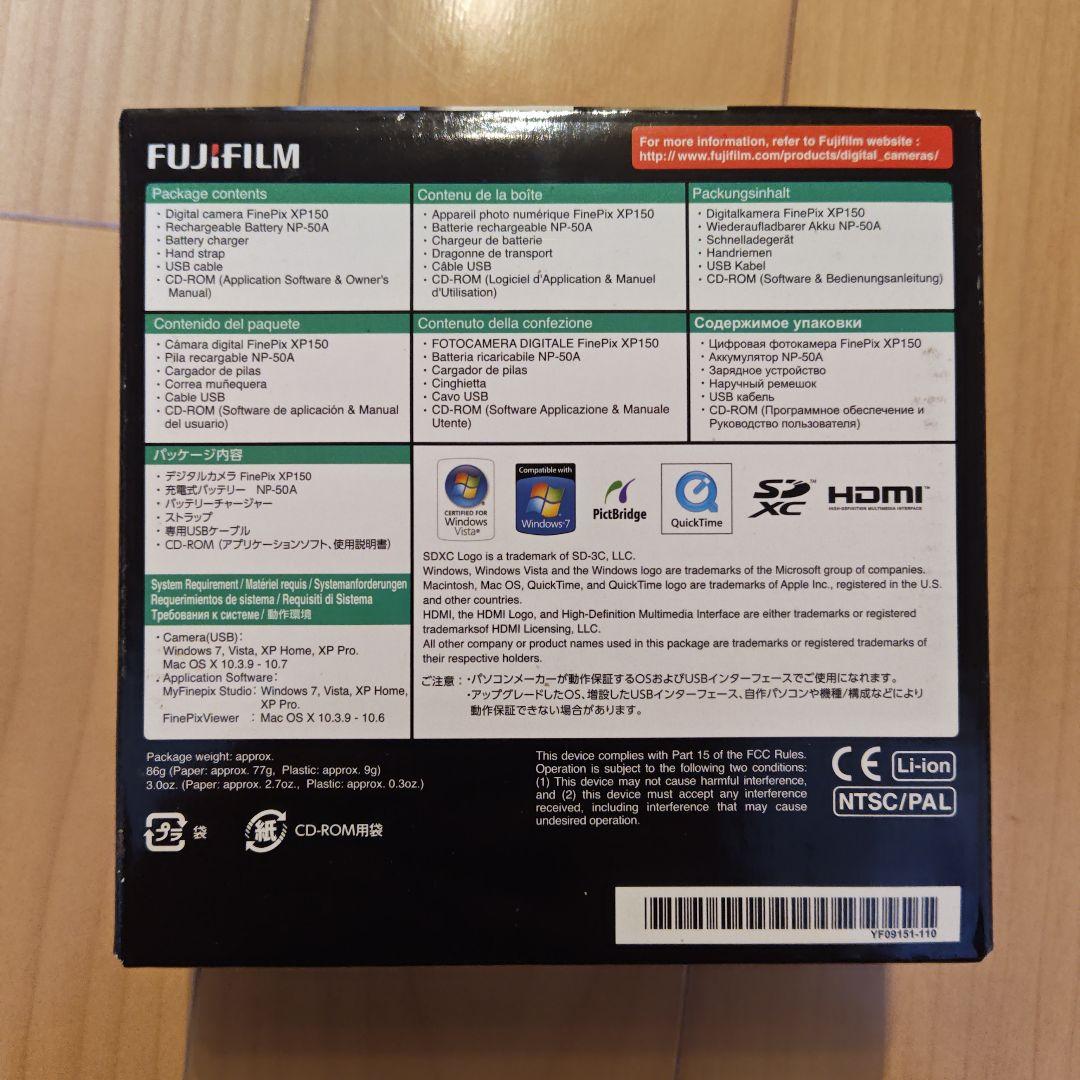 FUJIFILM
For more information, refer to Fujifilm website :
http://www.fujifilm.com/products/digital_cameras/
Package contents
・Digital camera FinePix XP150
・Rechargeable Battery NP-50A
・Battery charger
・Hand strap
・USB cable
・CD-ROM (Application Software & Owner's
Manual)
Contenu de la boîte
・Appareil photo numérique FinePix XP150
・Batterie rechargeable NP-50A
・Chargeur de batterie
・Dragonne de transport
・Câble USB
・CD-ROM (Logiciel d'Application & Manuel
d'Utilisation)
Packungsinhalt
・Digitalkamera FinePix XP150
・Wiederaufladbarer Akku NP-50A
・Schnelladegerät
・Handriemen
・USB Kabel
・CD-ROM (Software & Bedienungsanleitung)
Contenido del paquete
・Cámara digital FinePix XP150
・Pila recargable NP-50A
・Cargador de pilas
・Correa muñequera
・Cable USB
・CD-ROM (Software de aplicación & Manual
del usuario)
Contenuto della confezione
・FOTOCAMERA DIGITALE FinePix XP150
・Batteria ricaricabile NP-50A
・Cargador de pilas
・Cinghietta
・Cavo USB
・CD-ROM (Software Applicazione & Manuale
Utente)
Содержимое упаковки
・Цифровая фотокамера FinePix XP150
・Аккумулятор NP-50A
・Зарядное устройство
・Наручный ремешок
・USB кабель
・CD-ROM (Программное обеспечение и
Руководство пользователя)
パッケージ内容
・デジタルカメラ FinePix XP150
・充電式バッテリー NP-50A
・バッテリーチャージャー
・ストラップ
・専用USBケーブル
・CD-ROM (アプリケーションソフト、使用説明書)
System Requirement / Matériel requis / Systemanforderungen
Requerimientos de sistema / Requisiti di Sistema
Требования к системе / 動作環境
・Camera(USB):
Windows 7, Vista, XP Home, XP Pro.
Mac OS X 10.3.9 - 10.7
・Application Software:
MyFinepix Studio: Windows 7, Vista, XP Home,
XP Pro.
FinePixViewer : Mac OS X 10.3.9 - 10.6
CERTIFIED FOR
Windows
Vista®
Compatible with
Windows 7
PictBridge
QuickTime
SD
XC™
HDMI™
HIGH-DEFINITION MULTIMEDIA INTERFACE
SDXC Logo is a trademark of SD-3C, LLC.
Windows, Windows Vista and the Windows logo are trademarks of the Microsoft group of companies.
Macintosh, Mac OS, QuickTime, and QuickTime logo are trademarks of Apple Inc., registered in the U.S.
and other countries.
HDMI, the HDMI Logo, and High-Definition Multimedia Interface are either trademarks or registered
trademarksof HDMI Licensing, LLC.
All other company or product names used in this package are trademarks or registered trademarks of
their respective holders.
ご注意：・パソコンメーカーが動作保証するOSおよびUSBインターフェースでご使用になれます。
・アップグレードしたOS、増設したUSBインターフェース、自作パソコンや機種/構成などにより
動作保証できない場合があります。
Package weight: approx.
86g (Paper: approx. 77g, Plastic: approx. 9g)
3.0oz. (Paper: approx. 2.7oz., Plastic: approx. 0.3oz.)
プラ 袋
紙 CD-ROM用袋
This device complies with Part 15 of the FCC Rules.
Operation is subject to the following two conditions:
(1) This device may not cause harmful interference,
and (2) this device must accept any interference
received, including interference that may cause
undesired operation.
CE Li-ion
NTSC/PAL
YF09151-110